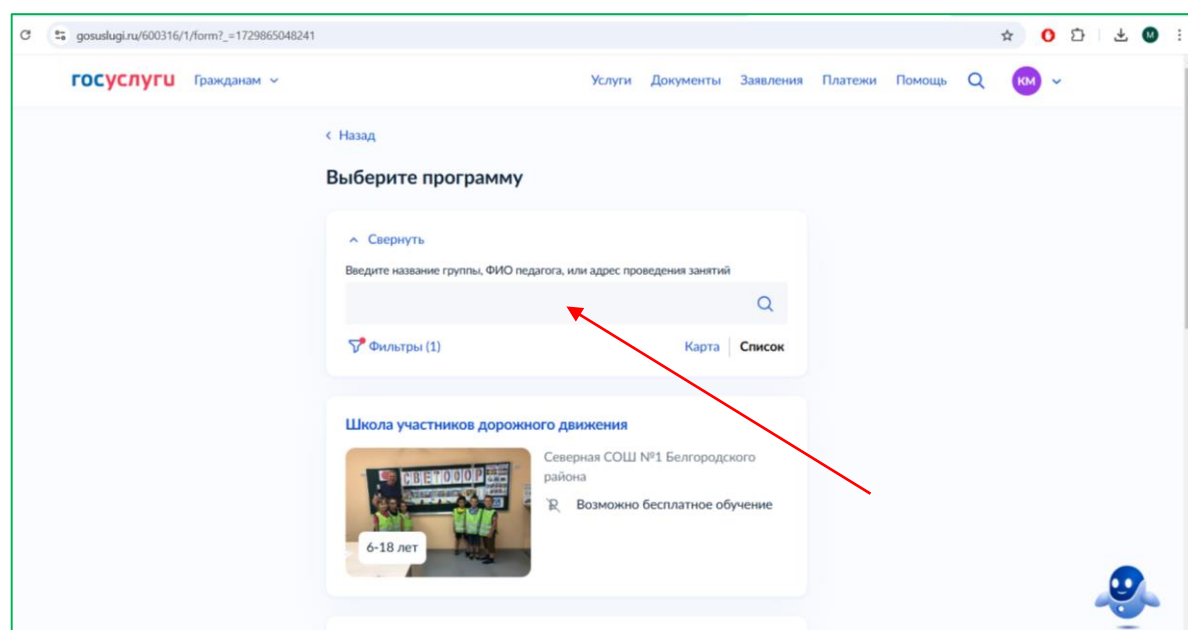 gosuslugi.ru/600316/1/form?_=1729865048241
М
госуслуги Гражданам Услуги Документы Заявления Платежи Помощь КМ
Назад
Выберите программу
Свернуть
Введите название группы, ФИО педагога, или адрес проведения занятий
Фильтры (1) Карта Список
Школа участников дорожного движения
Северная СОШ №1 Белгородского
района
Возможно бесплатное обучение
СВЕТОФОР
6-18 лет